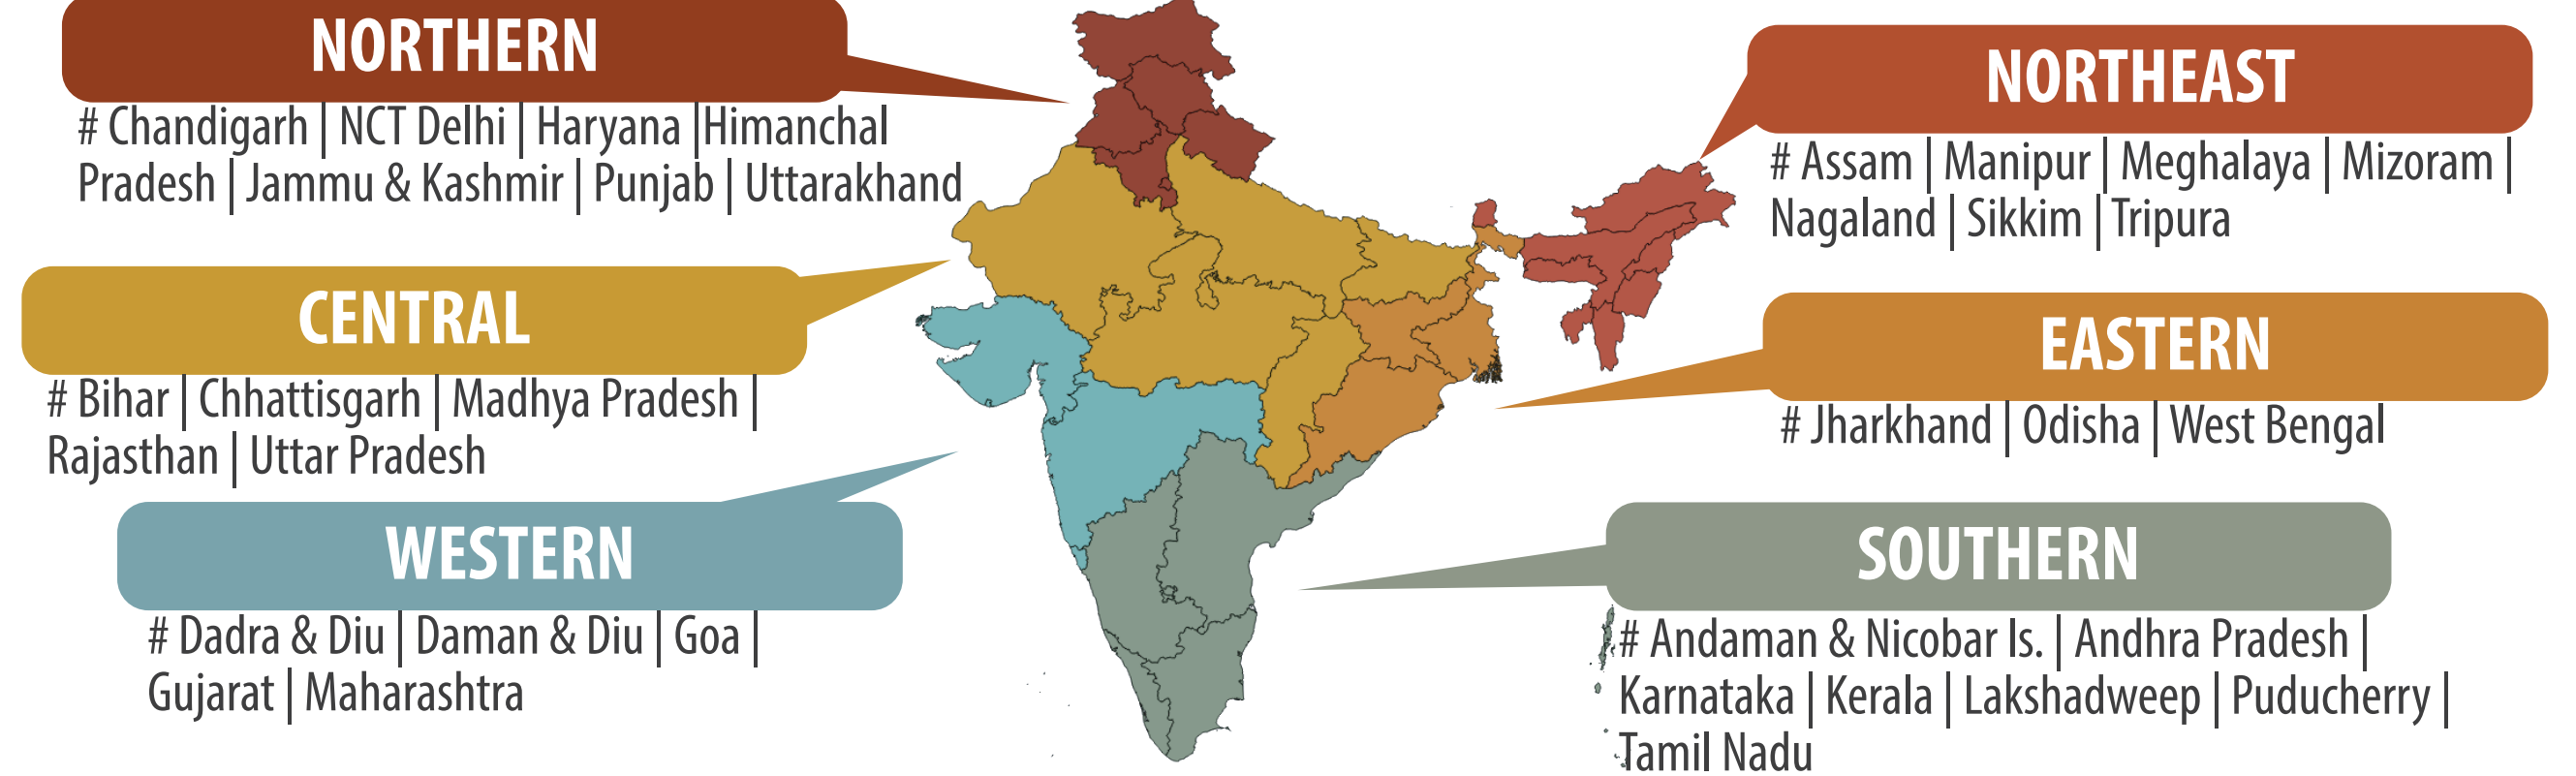 NORTHERN
# Chandigarh | NCT Delhi | Haryana |Himanchal
Pradesh | Jammu & Kashmir | Punjab | Uttarakhand
NORTHEAST
# Assam | Manipur | Meghalaya | Mizoram |
Nagaland | Sikkim | Tripura
CENTRAL
# Bihar | Chhattisgarh | Madhya Pradesh |
Rajasthan | Uttar Pradesh
EASTERN
# Jharkhand | Odisha | West Bengal
WESTERN
# Dadra & Diu | Daman & Diu | Goa |
Gujarat | Maharashtra
SOUTHERN
# Andaman & Nicobar Is. | Andhra Pradesh |
Karnataka | Kerala | Lakshadweep | Puducherry |
Tamil Nadu